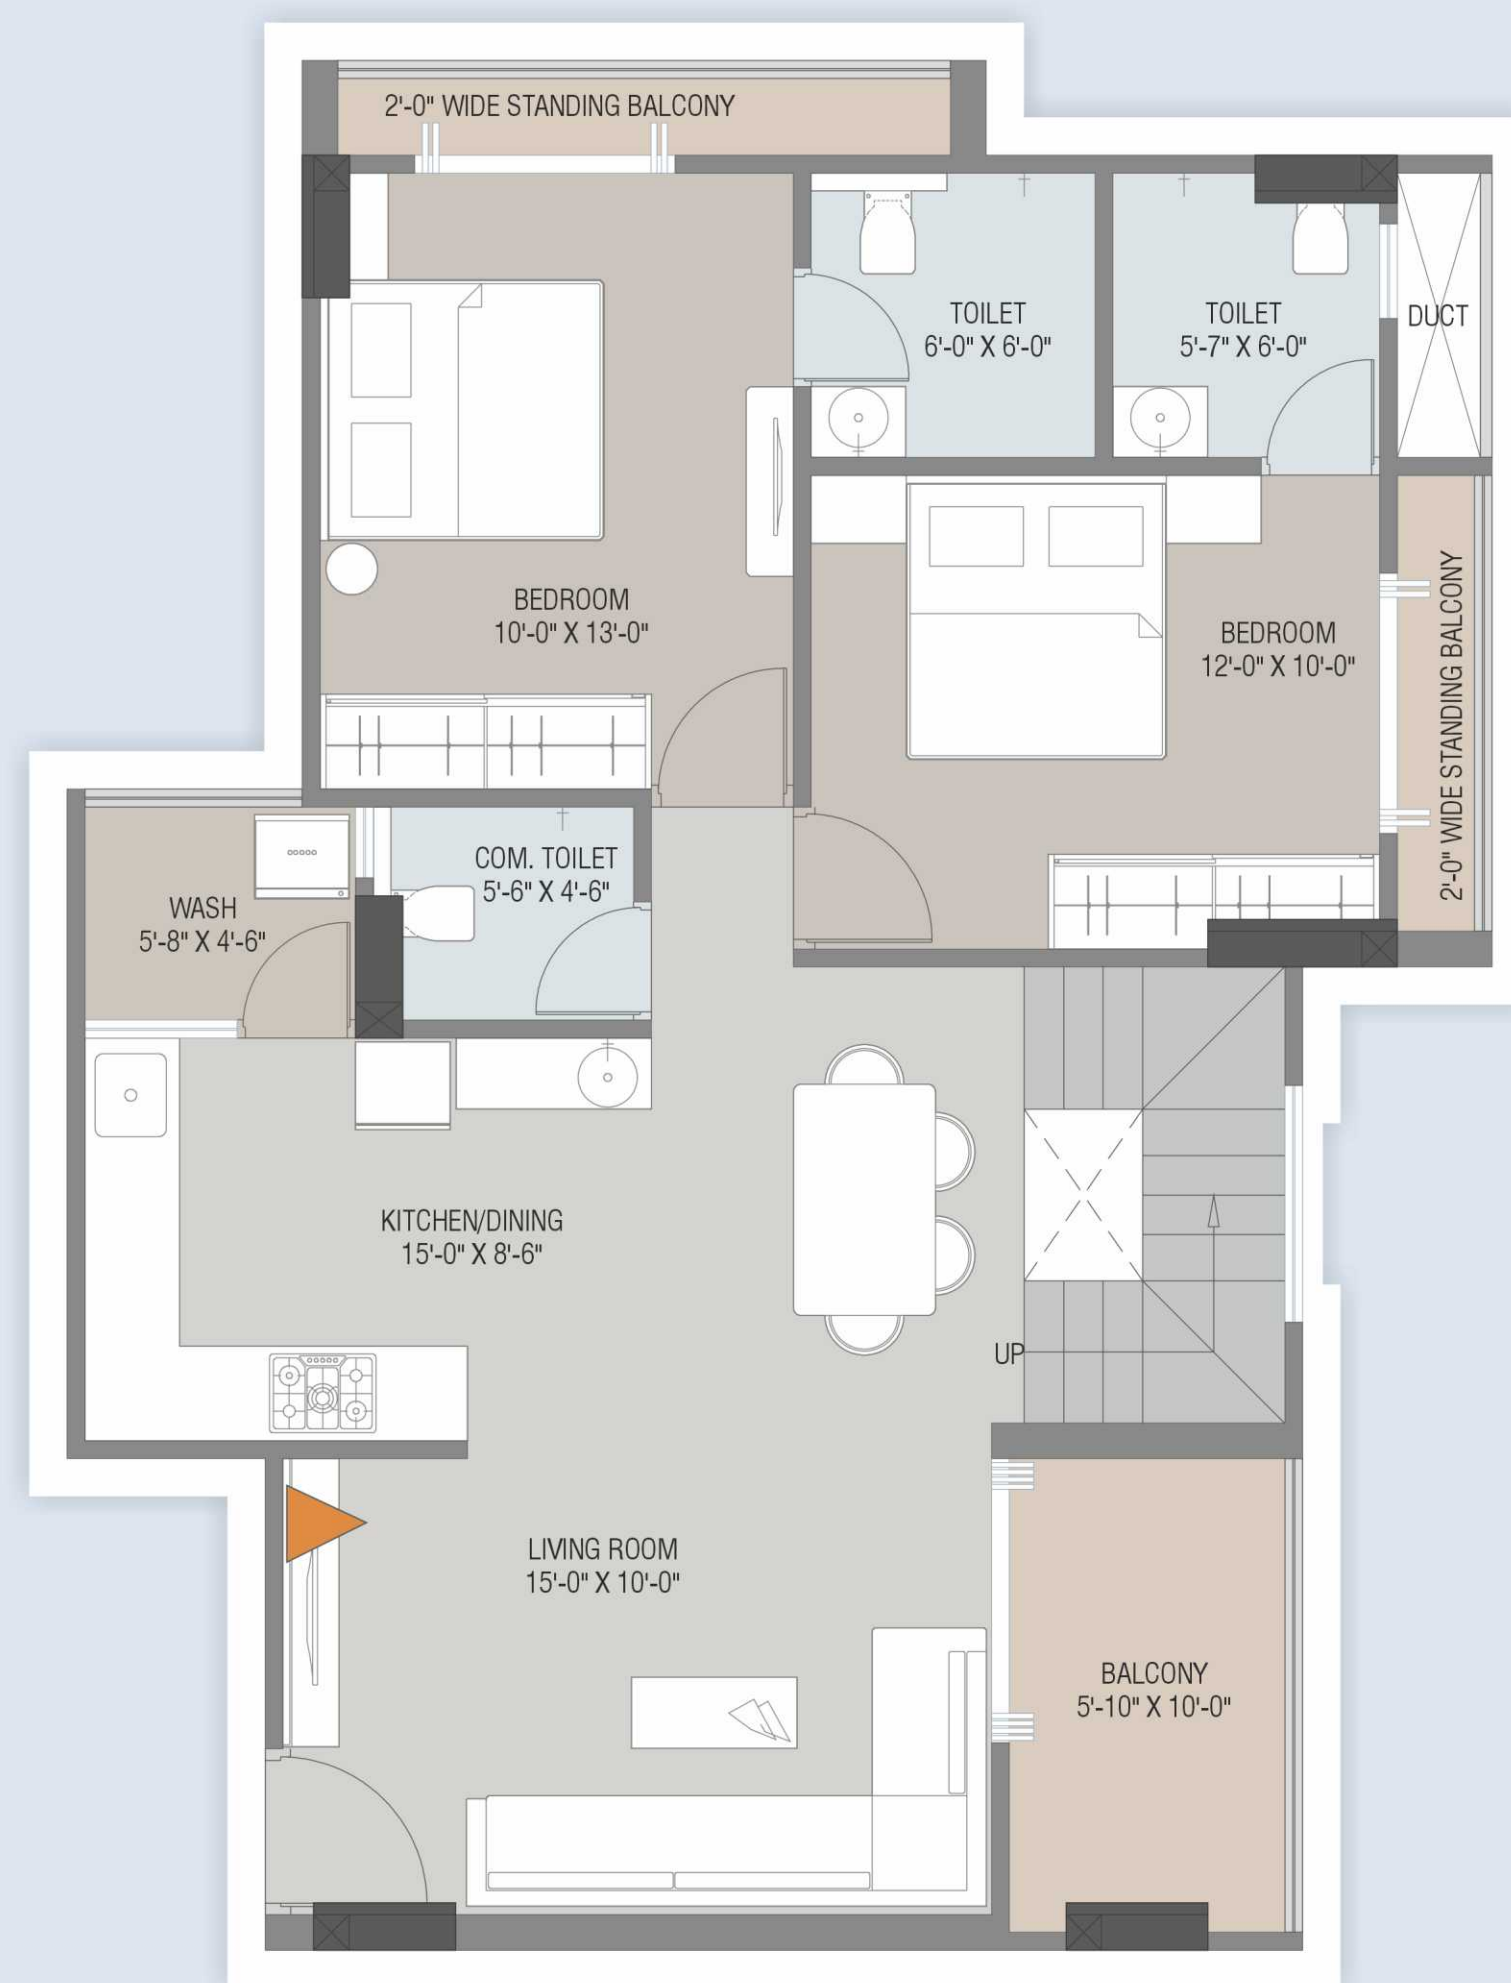 2'-0" WIDE STANDING BALCONY
TOILET
6'-0" X 6'-0"
TOILET
5'-7" X 6'-0"
DUCT
BEDROOM
10'-0" X 13'-0"
BEDROOM
12'-0" X 10'-0"
2'-0" WIDE STANDING BALCONY
COM. TOILET
5'-6" X 4'-6"
WASH
5'-8" X 4'-6"
KITCHEN/DINING
15'-0" X 8'-6"
UP
LIVING ROOM
15'-0" X 10'-0"
BALCONY
5'-10" X 10'-0"